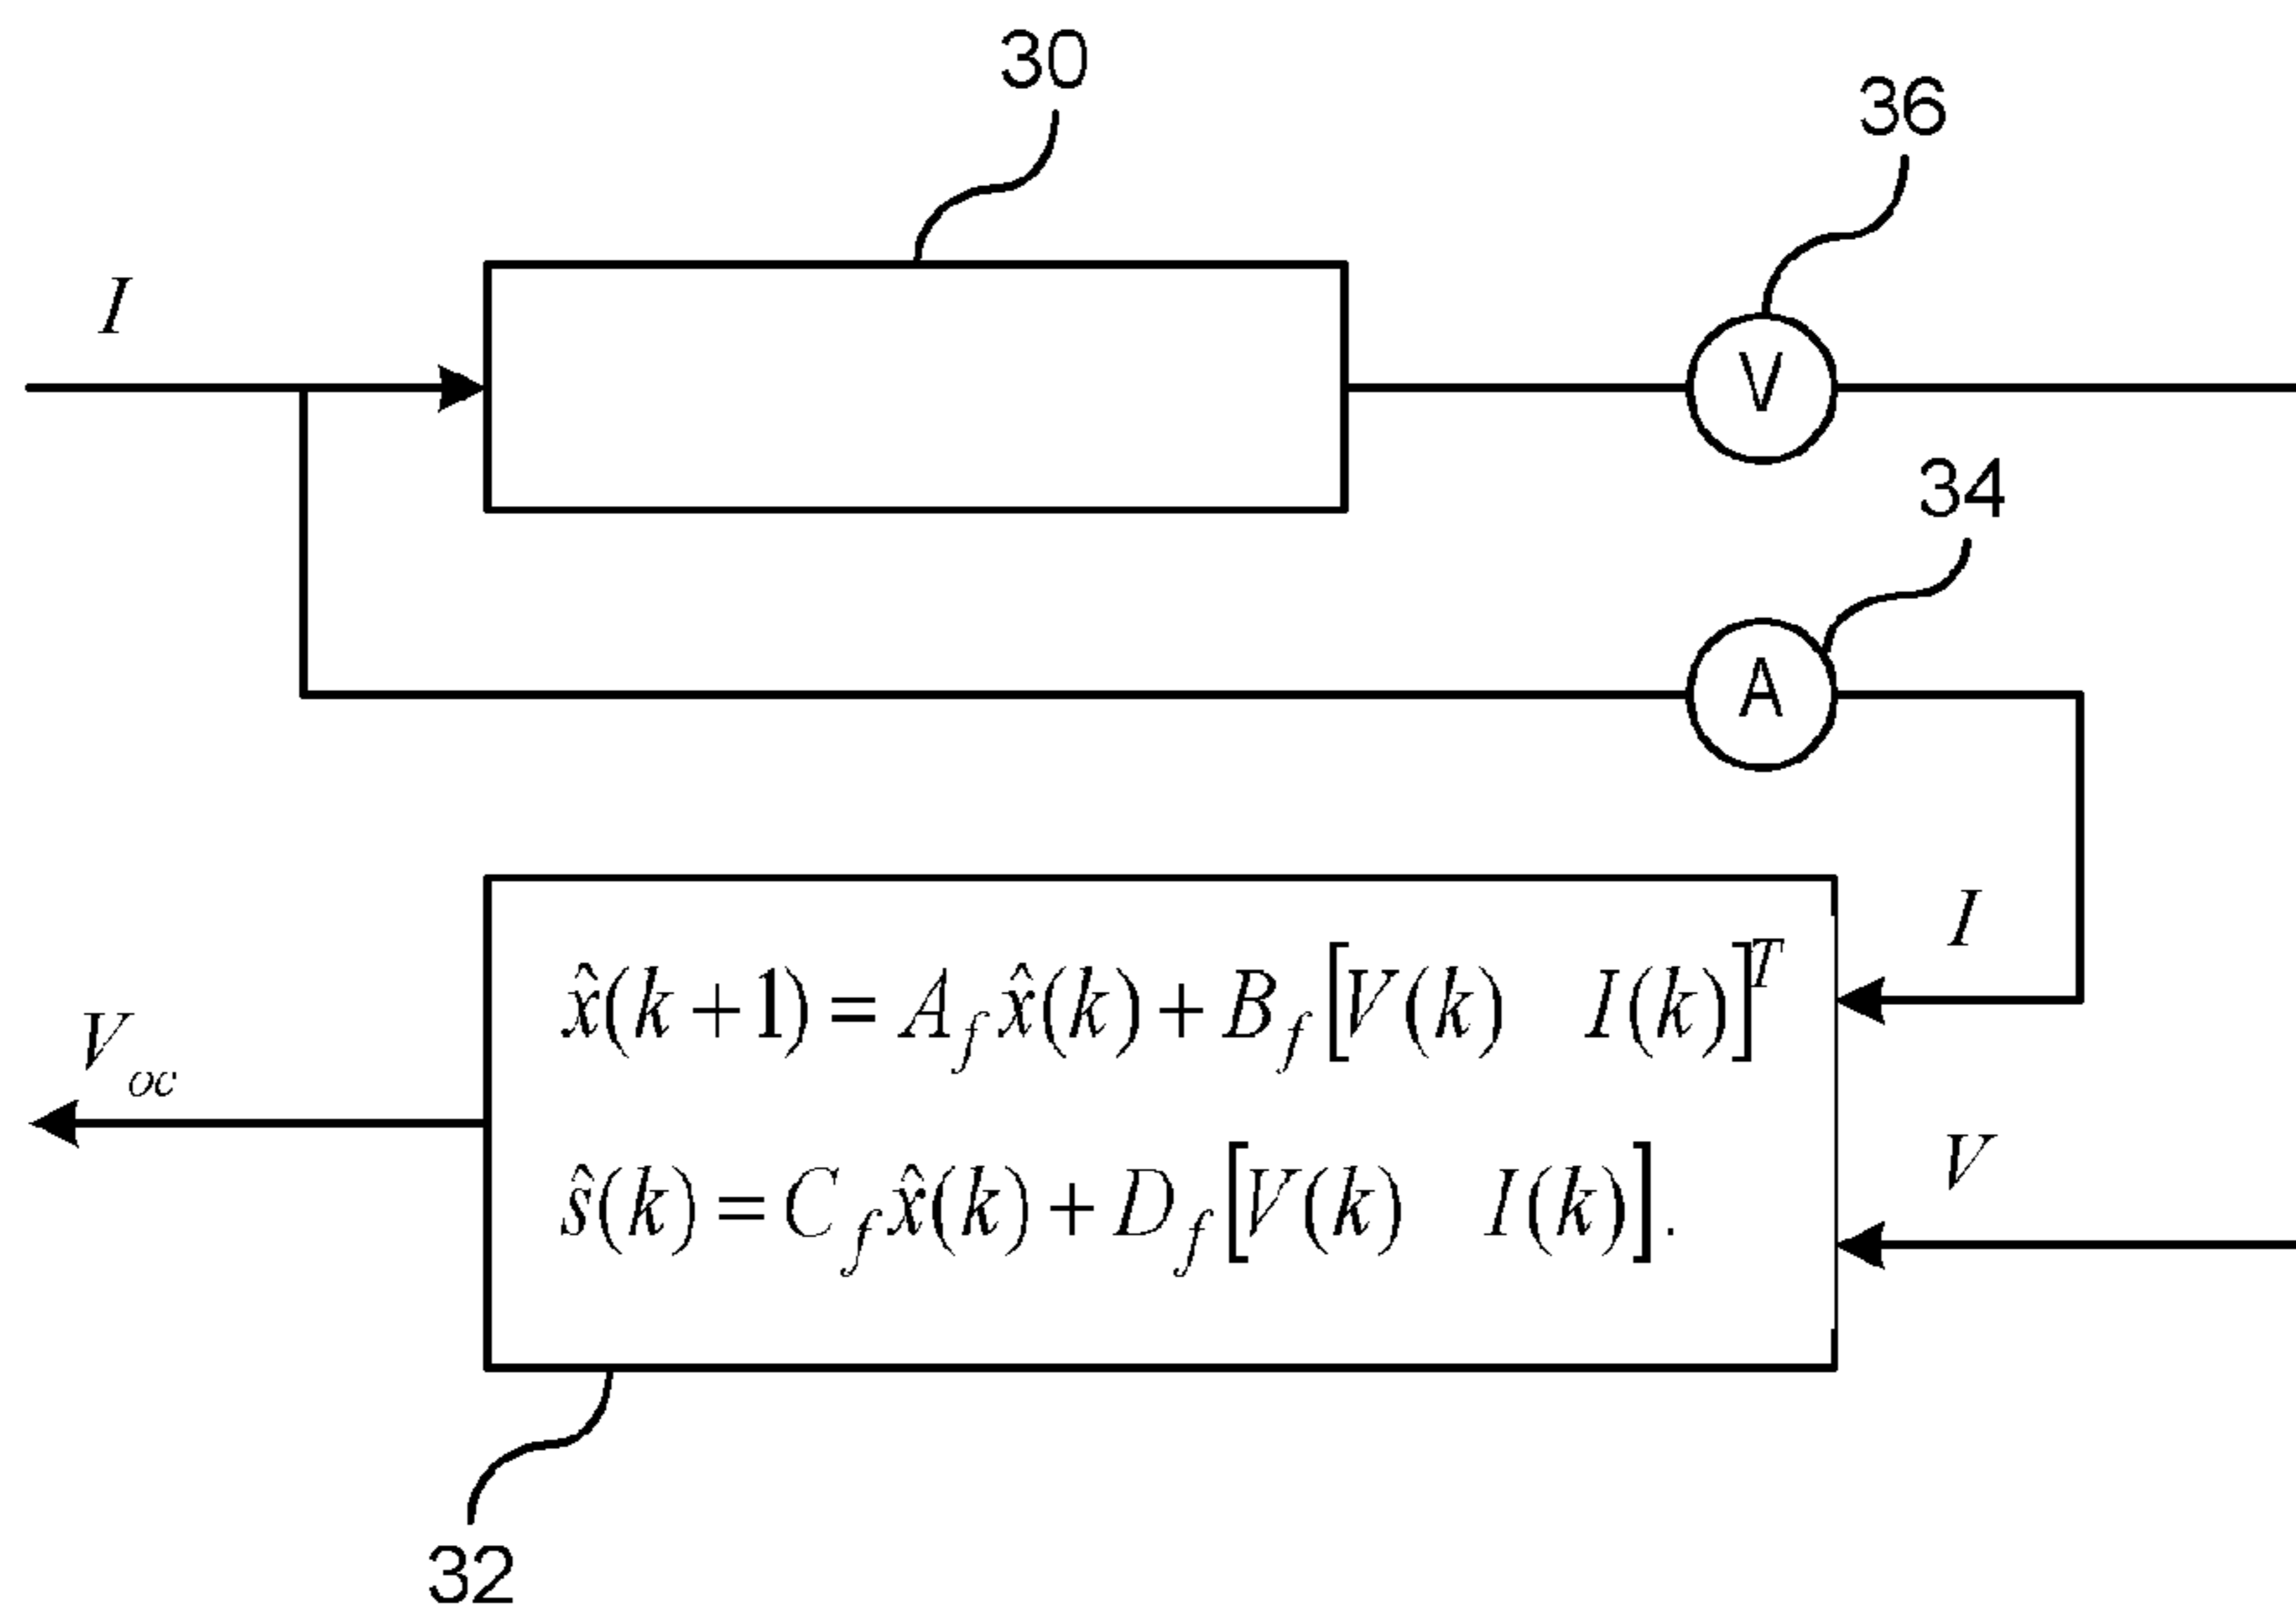 30
36
I
V
34
A
I
x̂(k+1) = A_f x̂(k) + B_f [V(k) I(k)]^T
V_oc
V
ŝ(k) = C_f x̂(k) + D_f [V(k) I(k)].
32